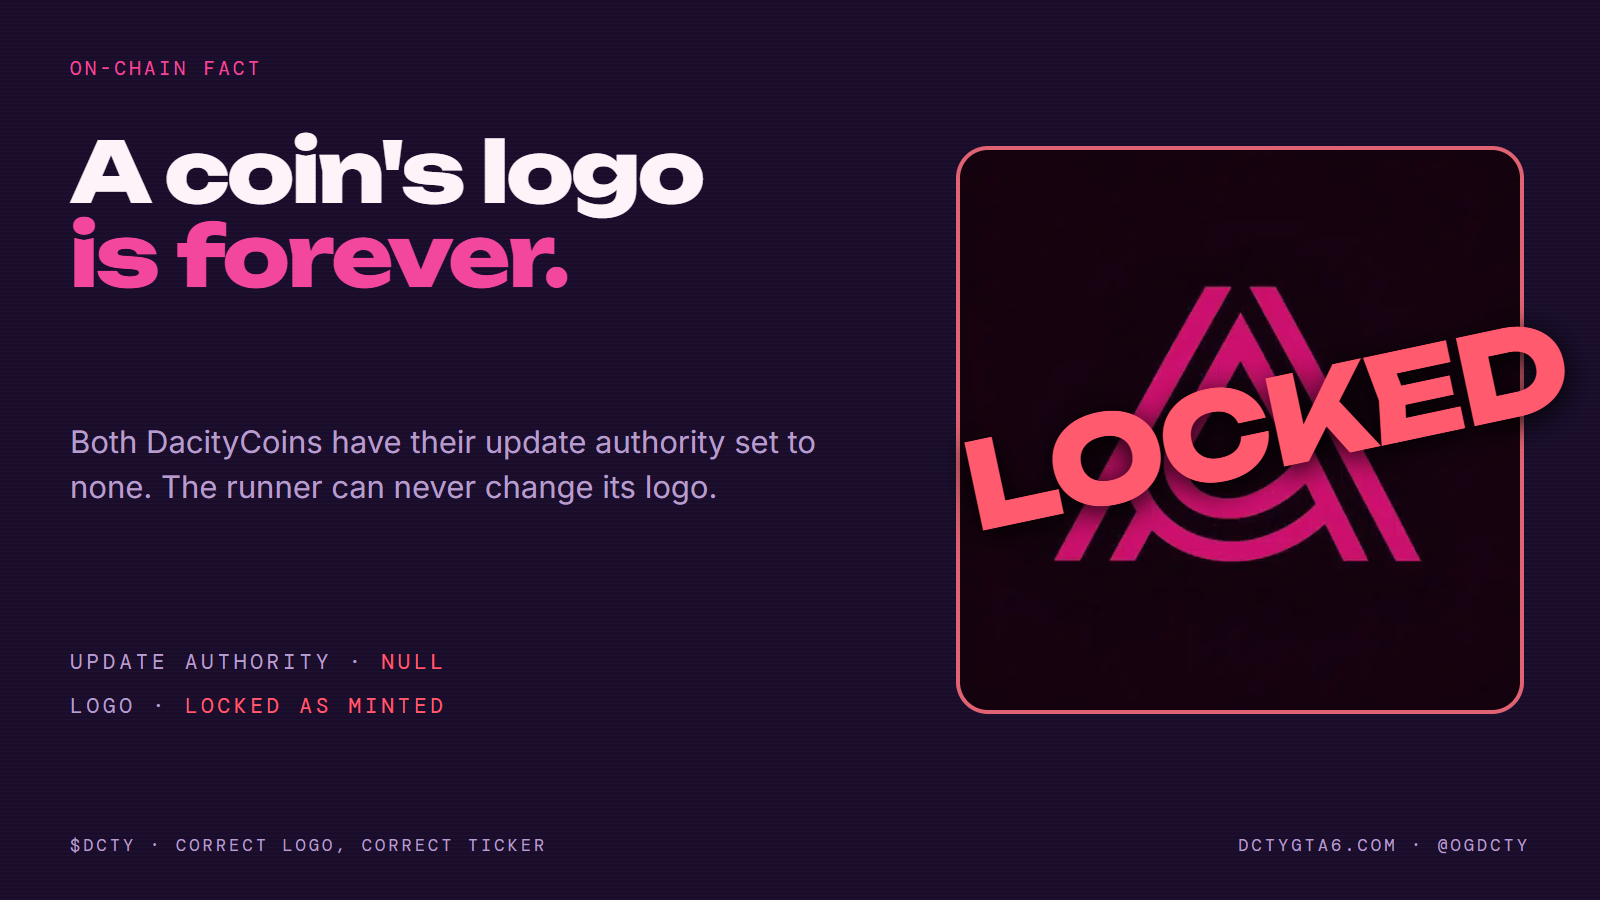 ON-CHAIN FACT
A coin's logo
is forever.
LOCKED
Both DacityCoins have their update authority set to
none. The runner can never change its logo.
UPDATE AUTHORITY · NULL
LOGO · LOCKED AS MINTED
$DCTY · CORRECT LOGO, CORRECT TICKER
DCTYGTA6.COM · @OGDCTY